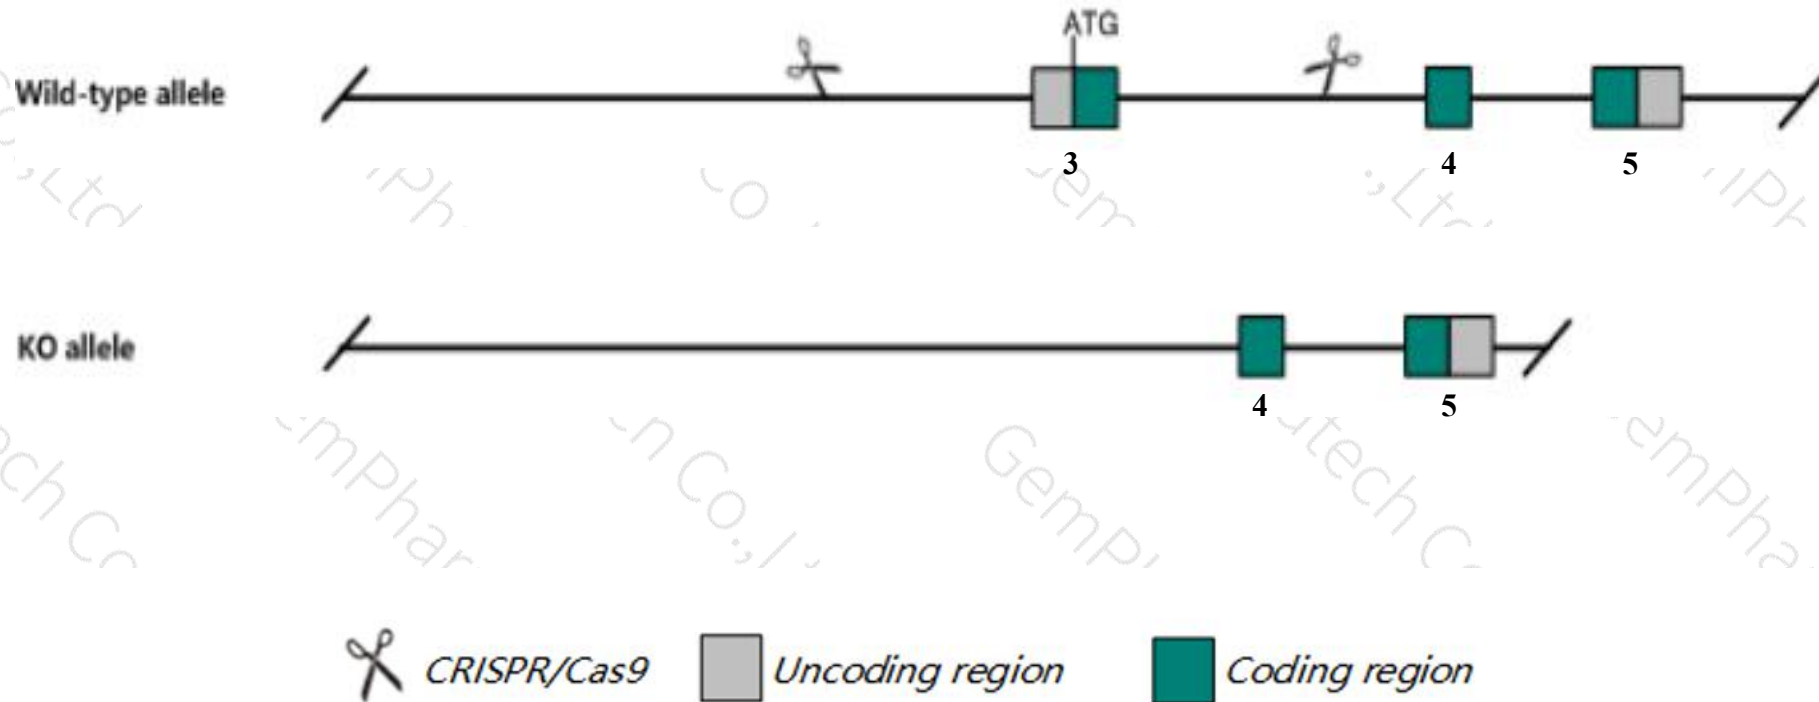 ATG
Wild-type allele
3 4 5
KO allele
4 5
CRISPR/Cas9 Uncoding region Coding region